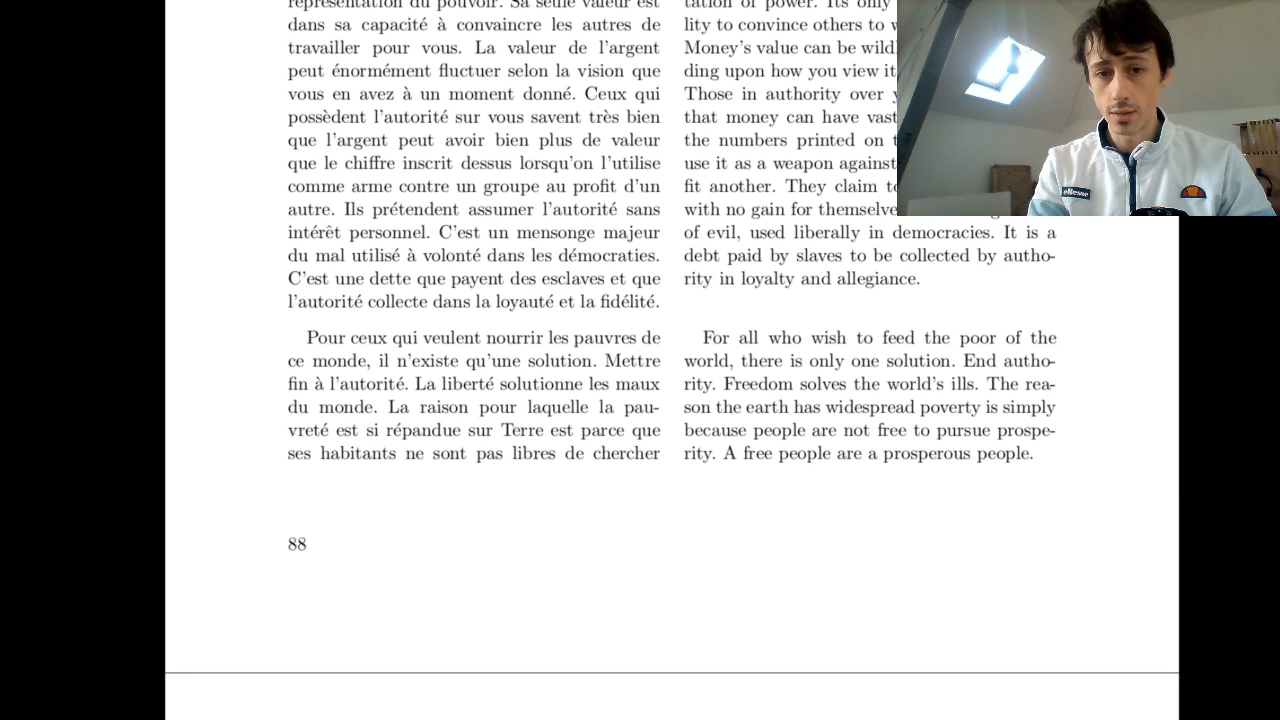 représentation du pouvoir. Sa seule valeur est
dans sa capacité à convaincre les autres de
travailler pour vous. La valeur de l'argent
peut énormément fluctuer selon la vision que
vous en avez à un moment donné. Ceux qui
possèdent l'autorité sur vous savent très bien
que l'argent peut avoir bien plus de valeur
que le chiffre inscrit dessus lorsqu'on l'utilise
comme arme contre un groupe au profit d'un
autre. Ils prétendent assumer l'autorité sans
intérêt personnel. C'est un mensonge majeur
du mal utilisé à volonté dans les démocraties.
C'est une dette que payent des esclaves et que
l'autorité collecte dans la loyauté et la fidélité.
Pour ceux qui veulent nourrir les pauvres de
ce monde, il n'existe qu'une solution. Mettre
fin à l'autorité. La liberté solutionne les maux
du monde. La raison pour laquelle la pau-
vreté est si répandue sur Terre est parce que
ses habitants ne sont pas libres de chercher
tation of power. Its only
lity to convince others to
Money's value can be
ding upon how you view it
Those in authority over
that money can have vast
the numbers printed on
use it as a weapon against
fit another. They claim
with no gain for
of evil, used liberally in democracies. It is a
debt paid by slaves to be collected by autho-
rity in loyalty and allegiance.
For all who wish to feed the poor of the
world, there is only one solution. End autho-
rity. Freedom solves the world's ills. The rea-
son the earth has widespread poverty is simply
because people are not free to pursue prospe-
rity. A free people are a prosperous people.
88
ellesse